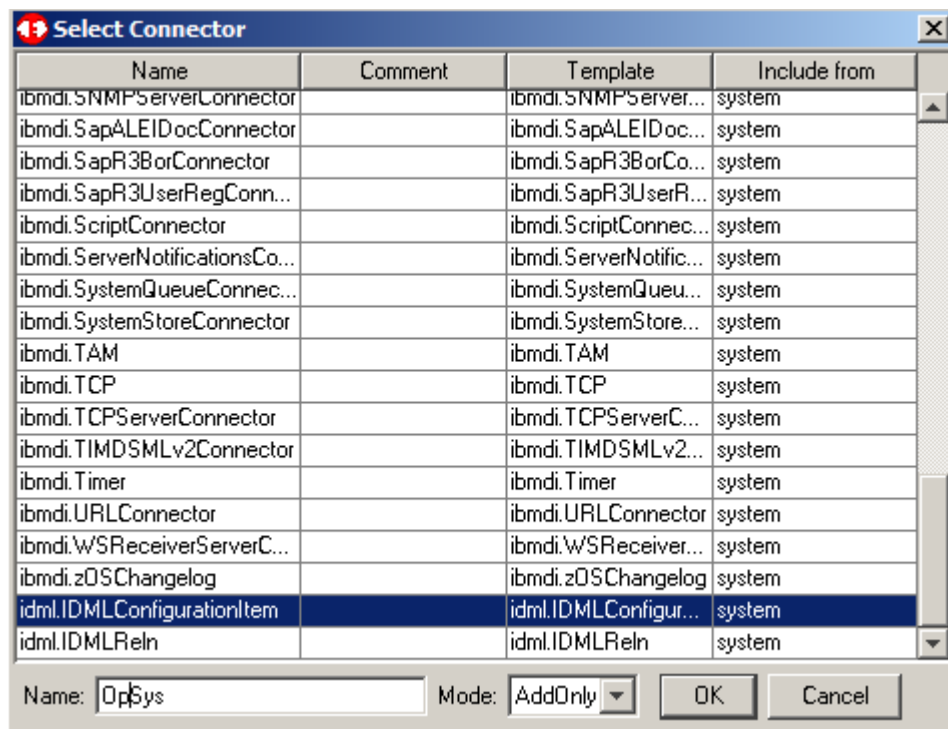 Select Connector
Name Comment Template Include from
ibmdi.SNMPServerConnector ibmdi.SNMPServer... system
ibmdi.SapALEIDocConnector ibmdi.SapALEIDoc... system
ibmdi.SapR3BorConnector ibmdi.SapR3BorCo... system
ibmdi.SapR3UserRegConn... ibmdi.SapR3UserR... system
ibmdi.ScriptConnector ibmdi.ScriptConnec... system
ibmdi.ServerNotificationsCo... ibmdi.ServerNotific... system
ibmdi.SystemQueueConnec... ibmdi.SystemQueu... system
ibmdi.SystemStoreConnector ibmdi.SystemStore... system
ibmdi.TAM ibmdi.TAM system
ibmdi.TCP ibmdi.TCP system
ibmdi.TCPServerConnector ibmdi.TCPServerC... system
ibmdi.TIMDSMLv2Connector ibmdi.TIMDSMLv2... system
ibmdi.Timer ibmdi.Timer system
ibmdi.URLConnector ibmdi.URLConnector system
ibmdi.WSReceiverServerC... ibmdi.WSReceiver... system
ibmdi.zOSChangelog ibmdi.zOSChangelog system
idml.IDMLConfigurationItem idml.IDMLConfigur... system
idml.IDMLReln idml.IDMLReln system
Name: OpSys Mode: AddOnly OK Cancel